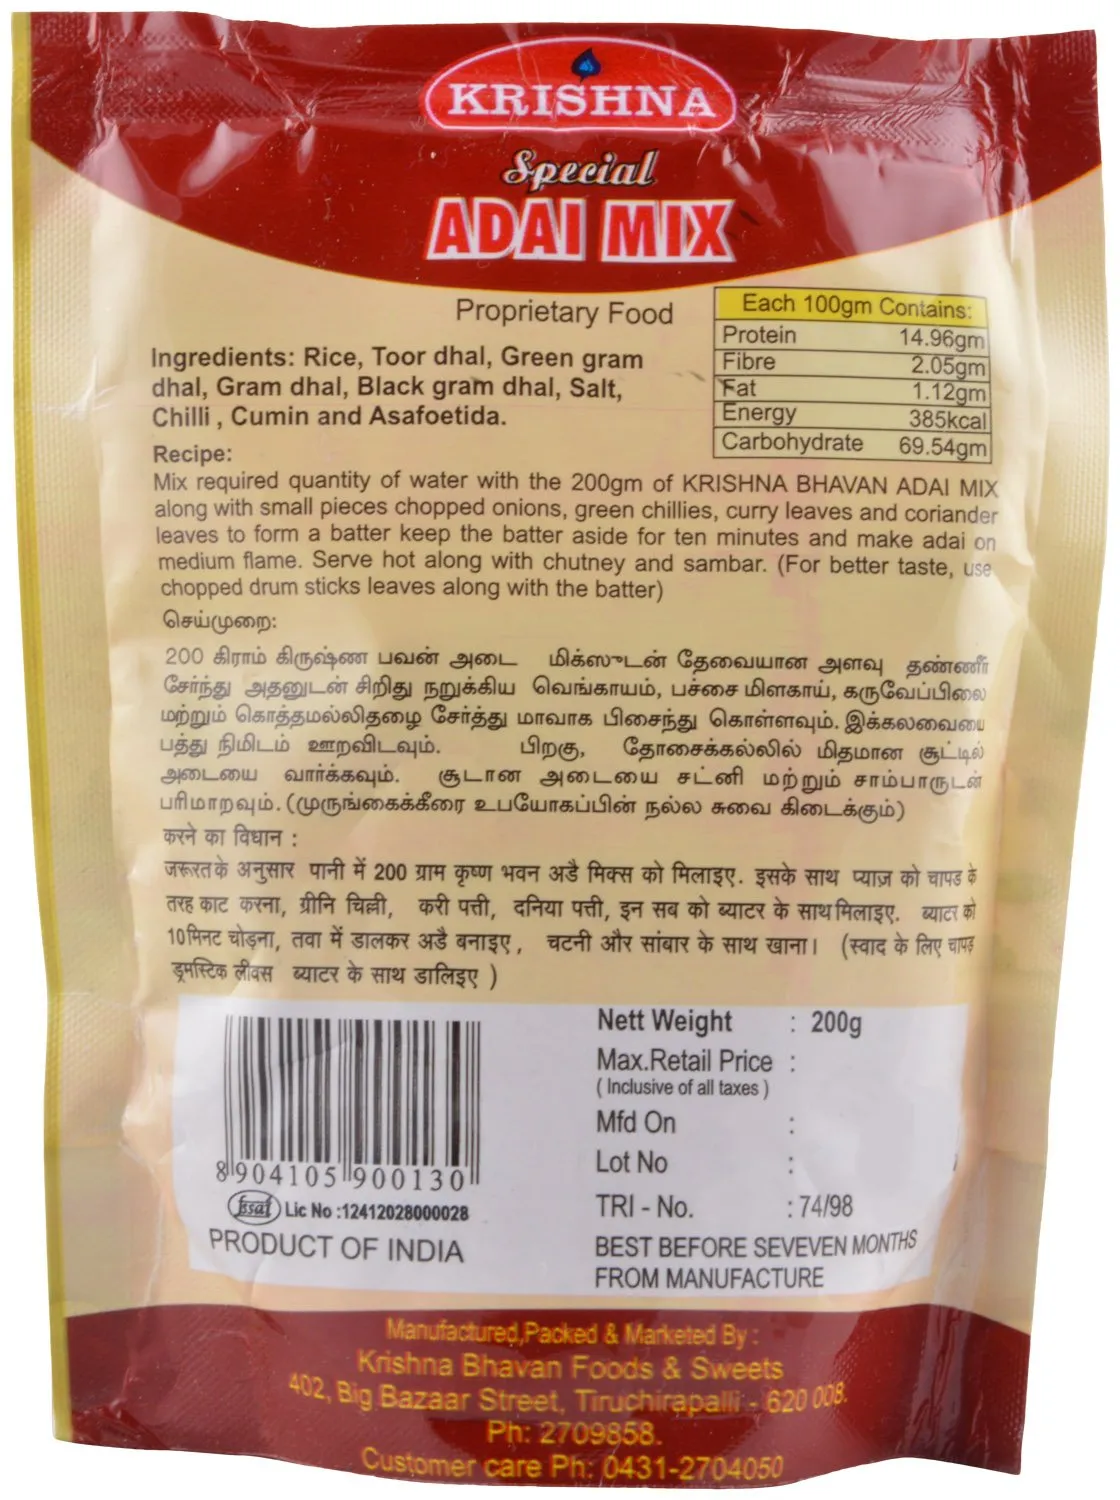 KRISHNA
Special
ADAI MIX
Proprietary Food
Each 100gm Contains:
Protein 14.96gm
Fibre 2.05gm
Fat 1.12gm
Energy 385kcal
Carbohydrate 69.54gm
Ingredients: Rice, Toor dhal, Green gram
dhal, Gram dhal, Black gram dhal, Salt,
Chilli , Cumin and Asafoetida.
Recipe:
Mix required quantity of water with the 200gm of KRISHNA BHAVAN ADAI MIX
along with small pieces chopped onions, green chillies, curry leaves and coriander
leaves to form a batter keep the batter aside for ten minutes and make adai on
medium flame. Serve hot along with chutney and sambar. (For better taste, use
chopped drum sticks leaves along with the batter)
செய்முறை:
200 கிராம் கிருஷ்ண பவன் அடை மிக்ஸுடன் தேவையான அளவு தண்ணீர்
சேர்ந்து அதனுடன் சிறிது நறுக்கிய வெங்காயம், பச்சை மிளகாய், கருவேப்பிலை
மற்றும் கொத்தமல்லிதழை சேர்த்து மாவாக பிசைந்து கொள்ளவும். இக்கலவையை
பத்து நிமிடம் ஊறவிடவும். பிறகு, தோசைக்கல்லில் மிதமான சூட்டில்
அடையை வார்க்கவும். சூடான அடையை சட்னி மற்றும் சாம்பாருடன்
பரிமாறவும். (முருங்கைக்கீரை உபயோகப்பின் நல்ல சுவை கிடைக்கும்)
करने का विधान :
जरूरतके अनुसार पानी में 200 ग्राम कृष्ण भवन अडै मिक्स को मिलाइए. इसके साथ प्याज़ को चापड के
तरह काट करना, ग्रीनि चिल्ली, करी पत्ती, दनिया पत्ती, इन सब को ब्याटर के साथ मिलाइए. ब्याटर को
10मिनट चोड़ना, तवा में डालकर अडै बनाइए , चटनी और सांबार के साथ खाना। (स्वाद के लिए चापड़
ड्रमस्टिक लीवस ब्याटर के साथ डालिइए )
8 904105 900130
fssai Lic No :12412028000028
PRODUCT OF INDIA
Nett Weight : 200g
Max.Retail Price :
( Inclusive of all taxes )
Mfd On :
Lot No :
TRI - No. : 74/98
BEST BEFORE SEVEVEN MONTHS
FROM MANUFACTURE
Manufactured,Packed & Marketed By :
Krishna Bhavan Foods & Sweets
402, Big Bazaar Street, Tiruchirapalli - 620 008.
Ph: 2709858.
Customer care Ph: 0431-2704050